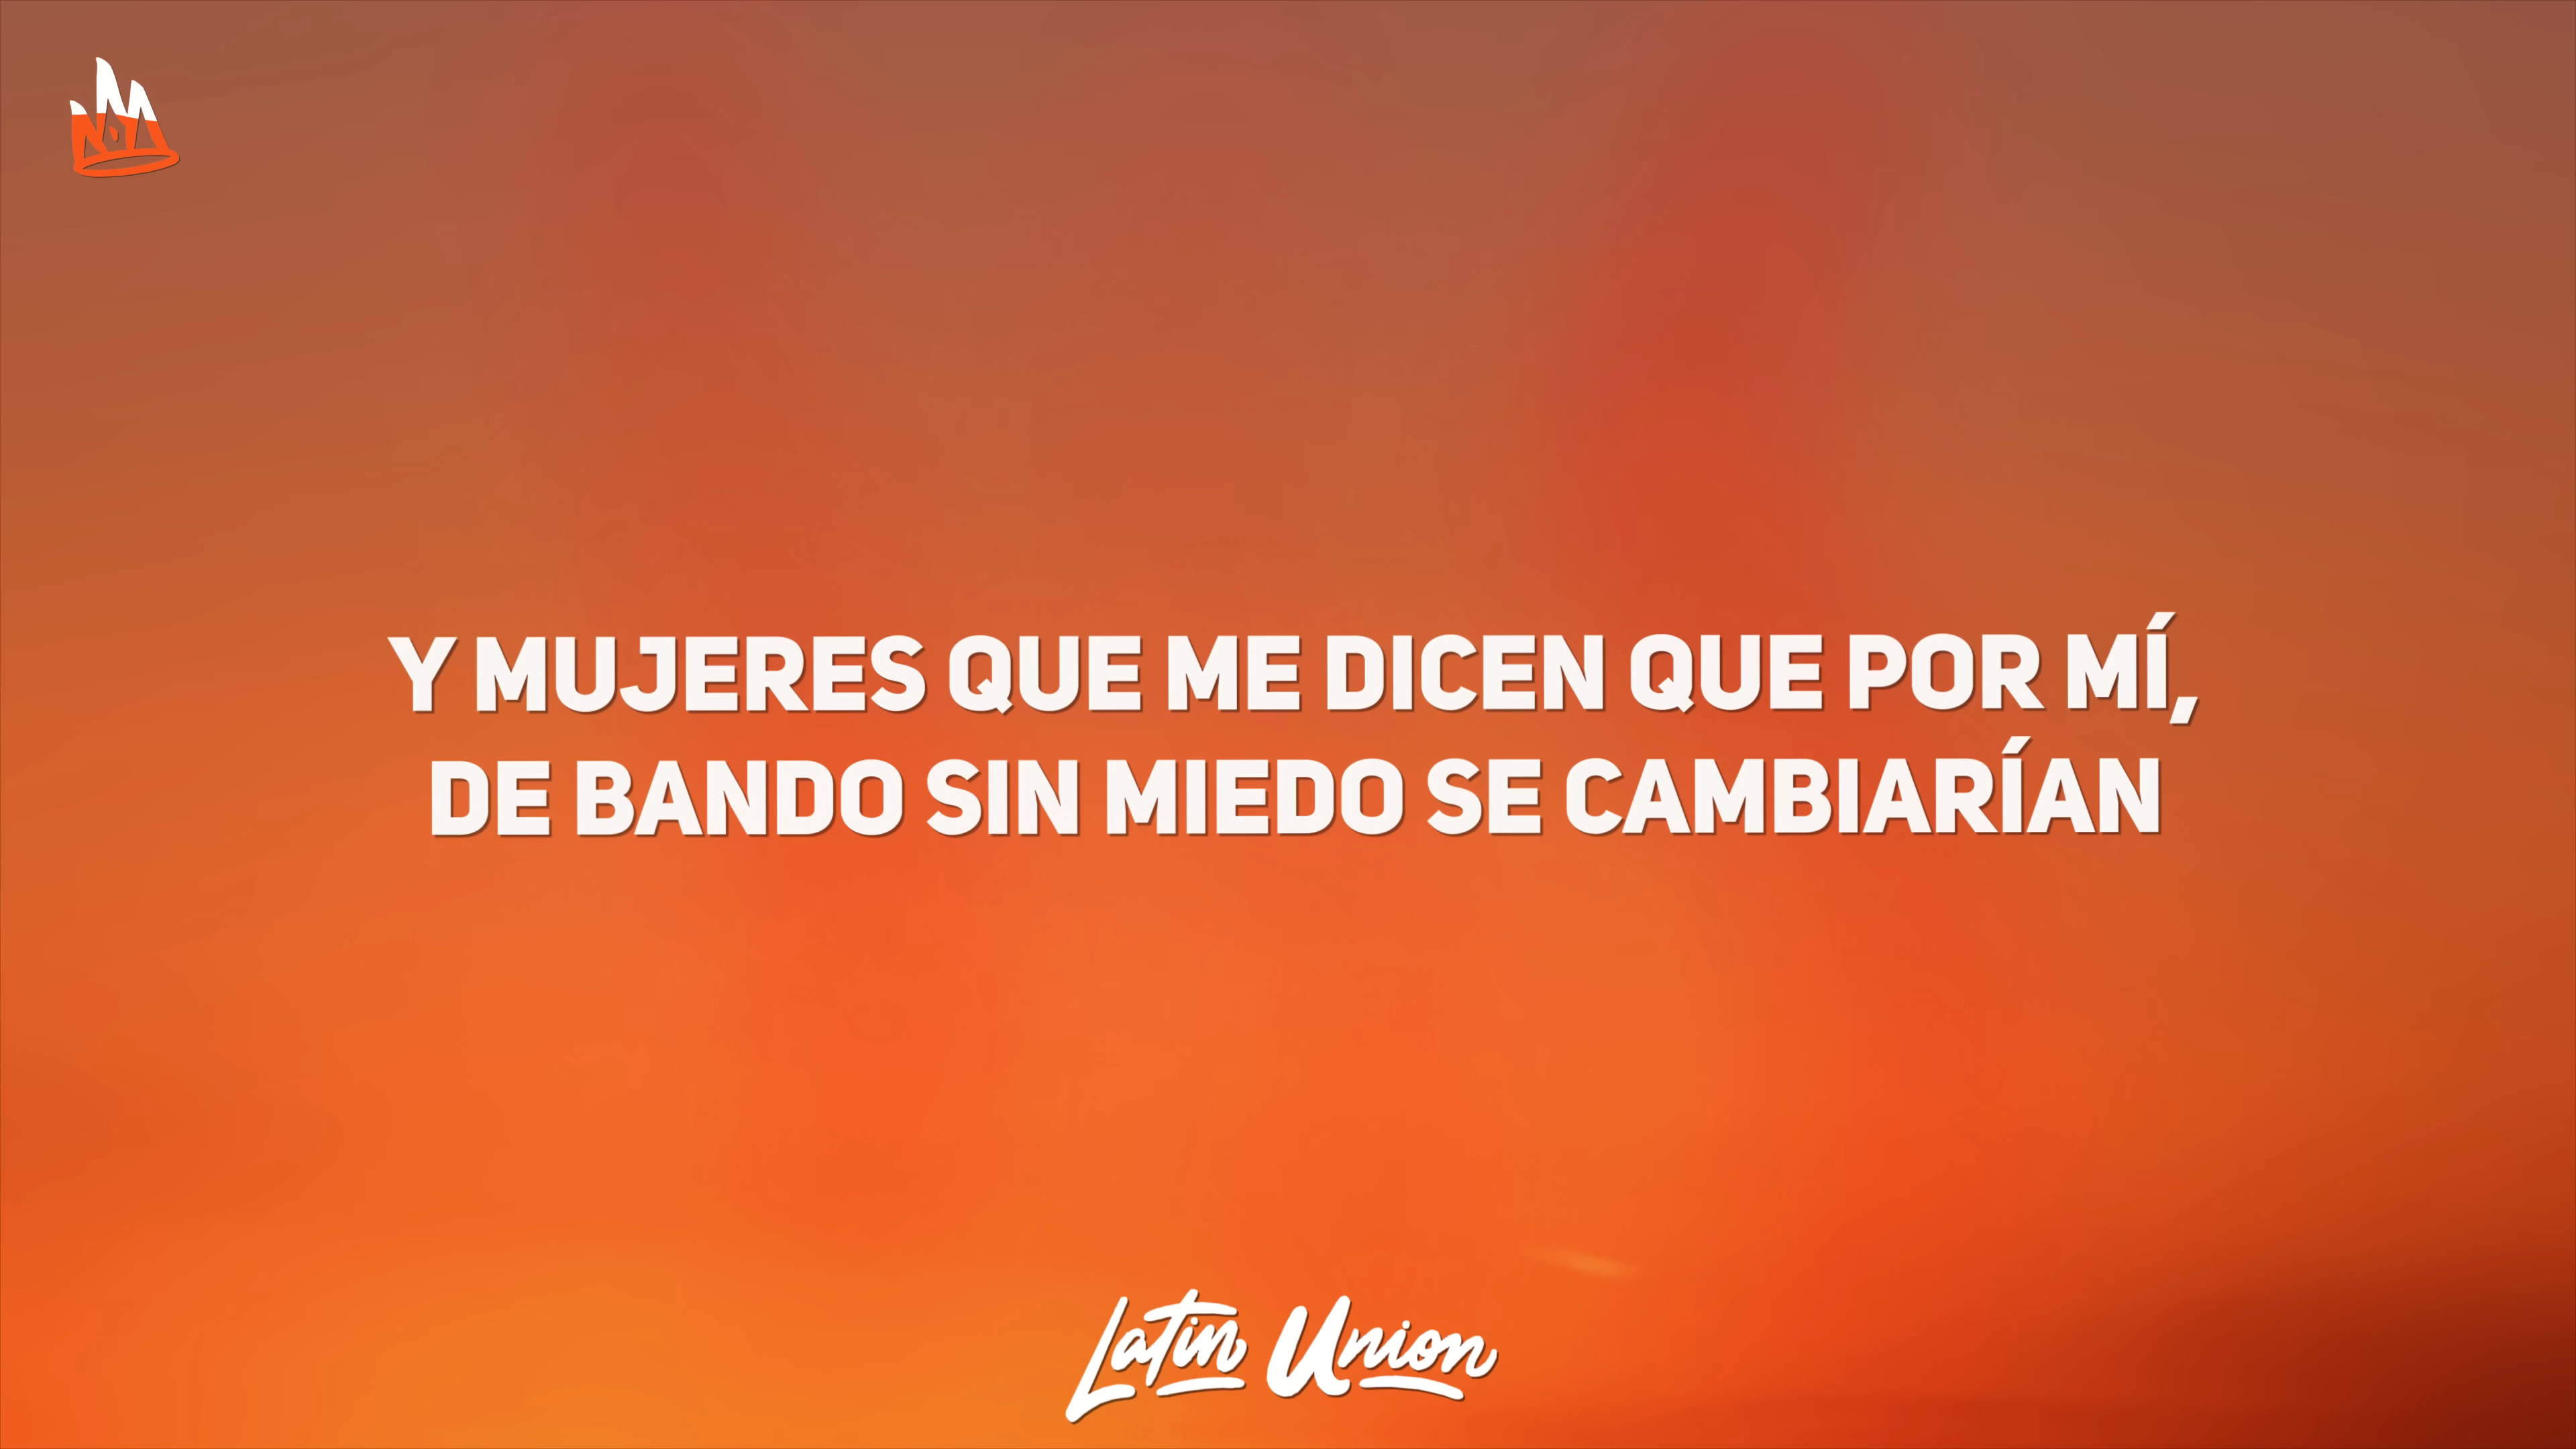 Y MUJERES QUE ME DICEN QUE POR MÍ,
DE BANDO SIN MIEDO SE CAMBIARÍAN
Latin Union